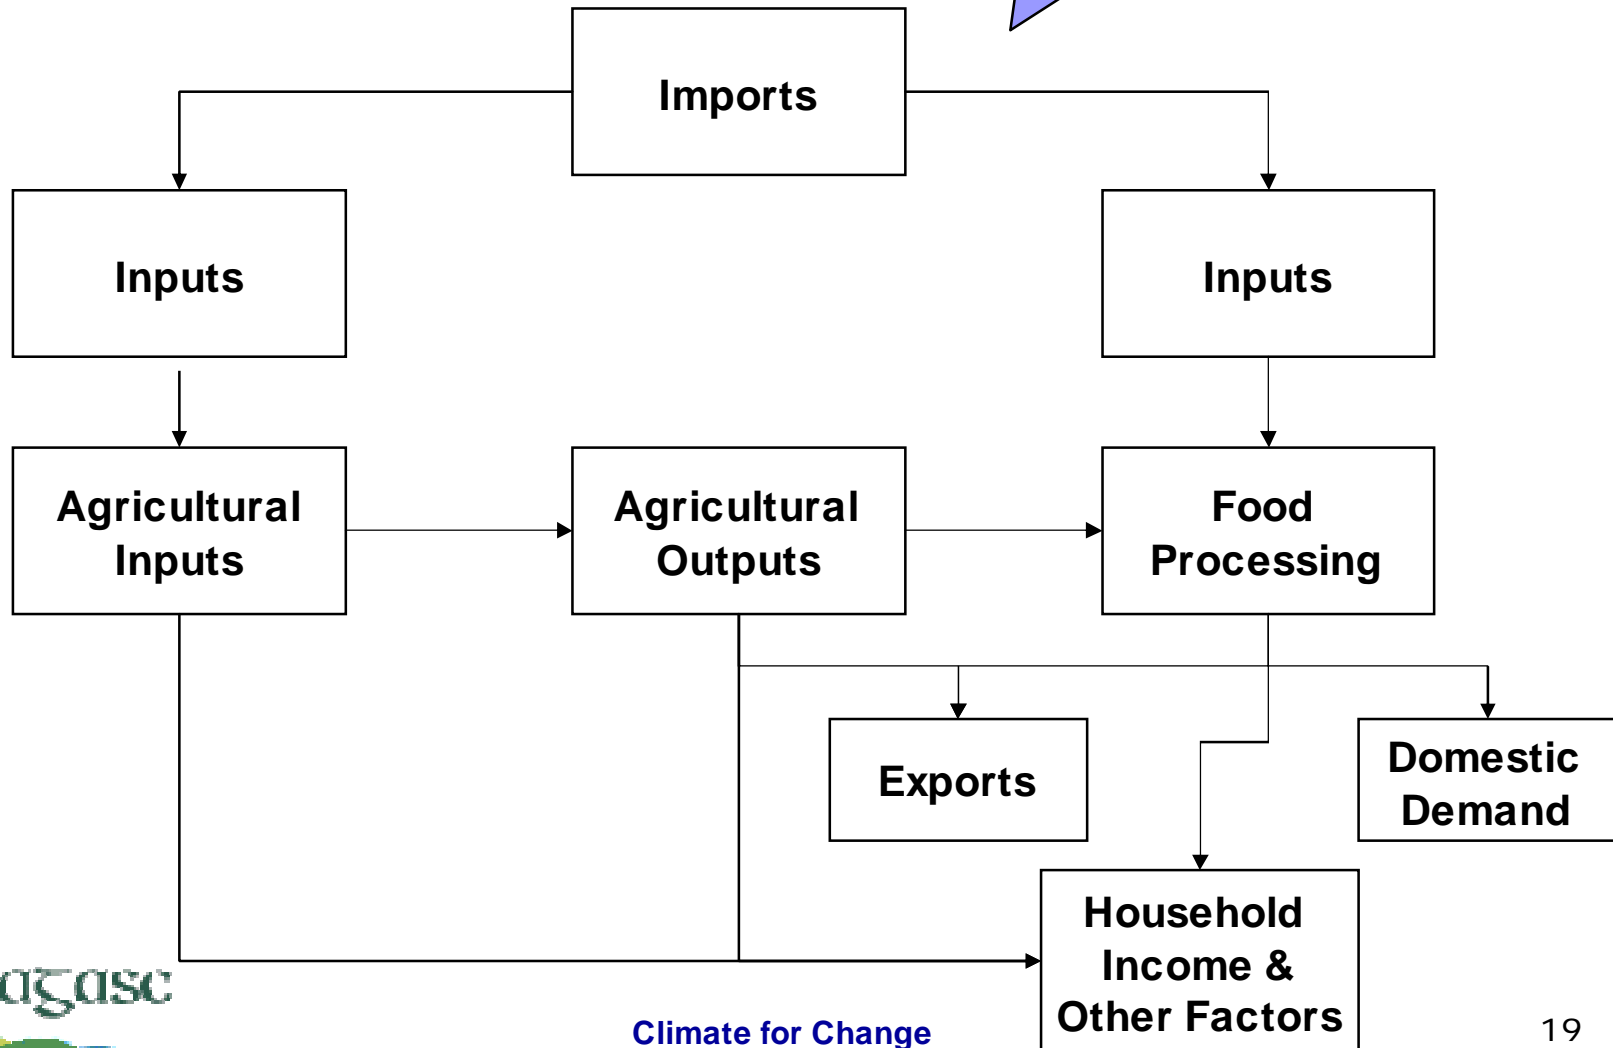 Imports
Inputs
Inputs
Agricultural
Inputs
Agricultural
Outputs
Food
Processing
Exports
Domestic
Demand
Household
Income &
Other Factors
agasc
Climate for Change
19